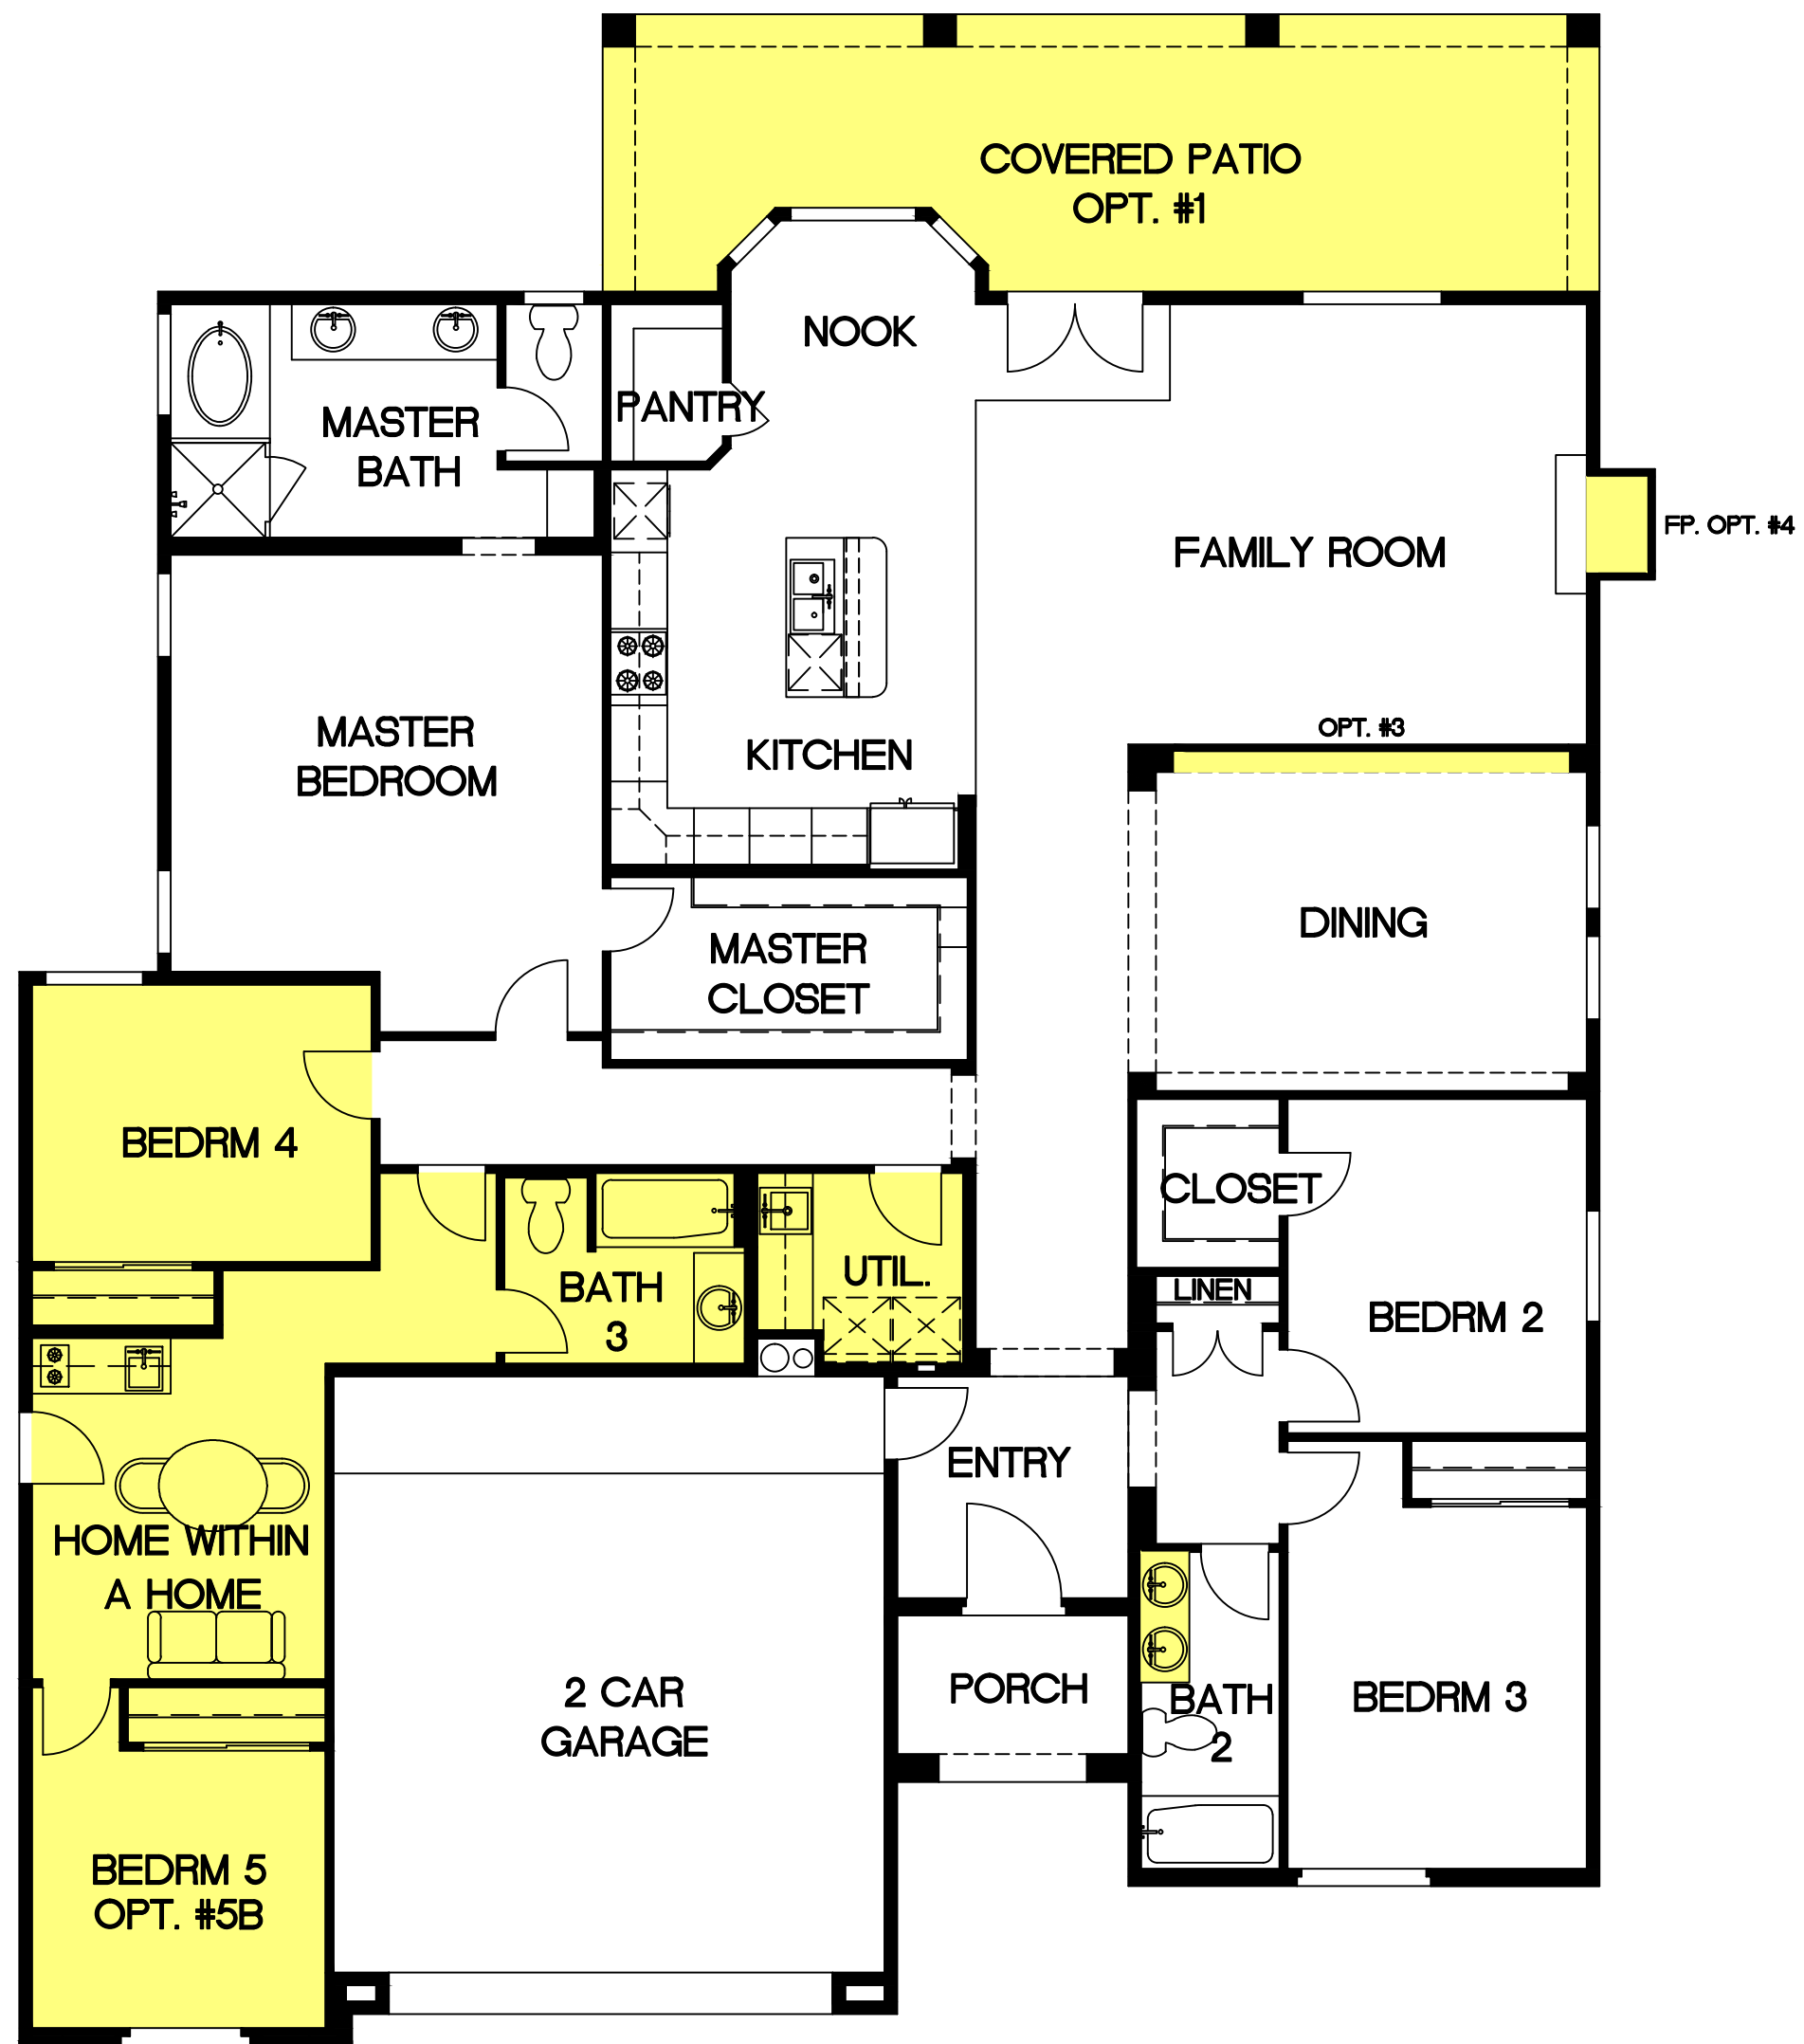 COVERED PATIO
OPT. #1
NOOK
PANTRY
MASTER
BATH
FP. OPT. #4
FAMILY ROOM
OPT. #3
MASTER
BEDROOM
KITCHEN
DINING
MASTER
CLOSET
BEDRM 4
CLOSET
UTIL.
BATH
3
LINEN
BEDRM 2
ENTRY
HOME WITHIN
A HOME
2 CAR
GARAGE
PORCH
BATH
2
BEDRM 3
BEDRM 5
OPT. #5B